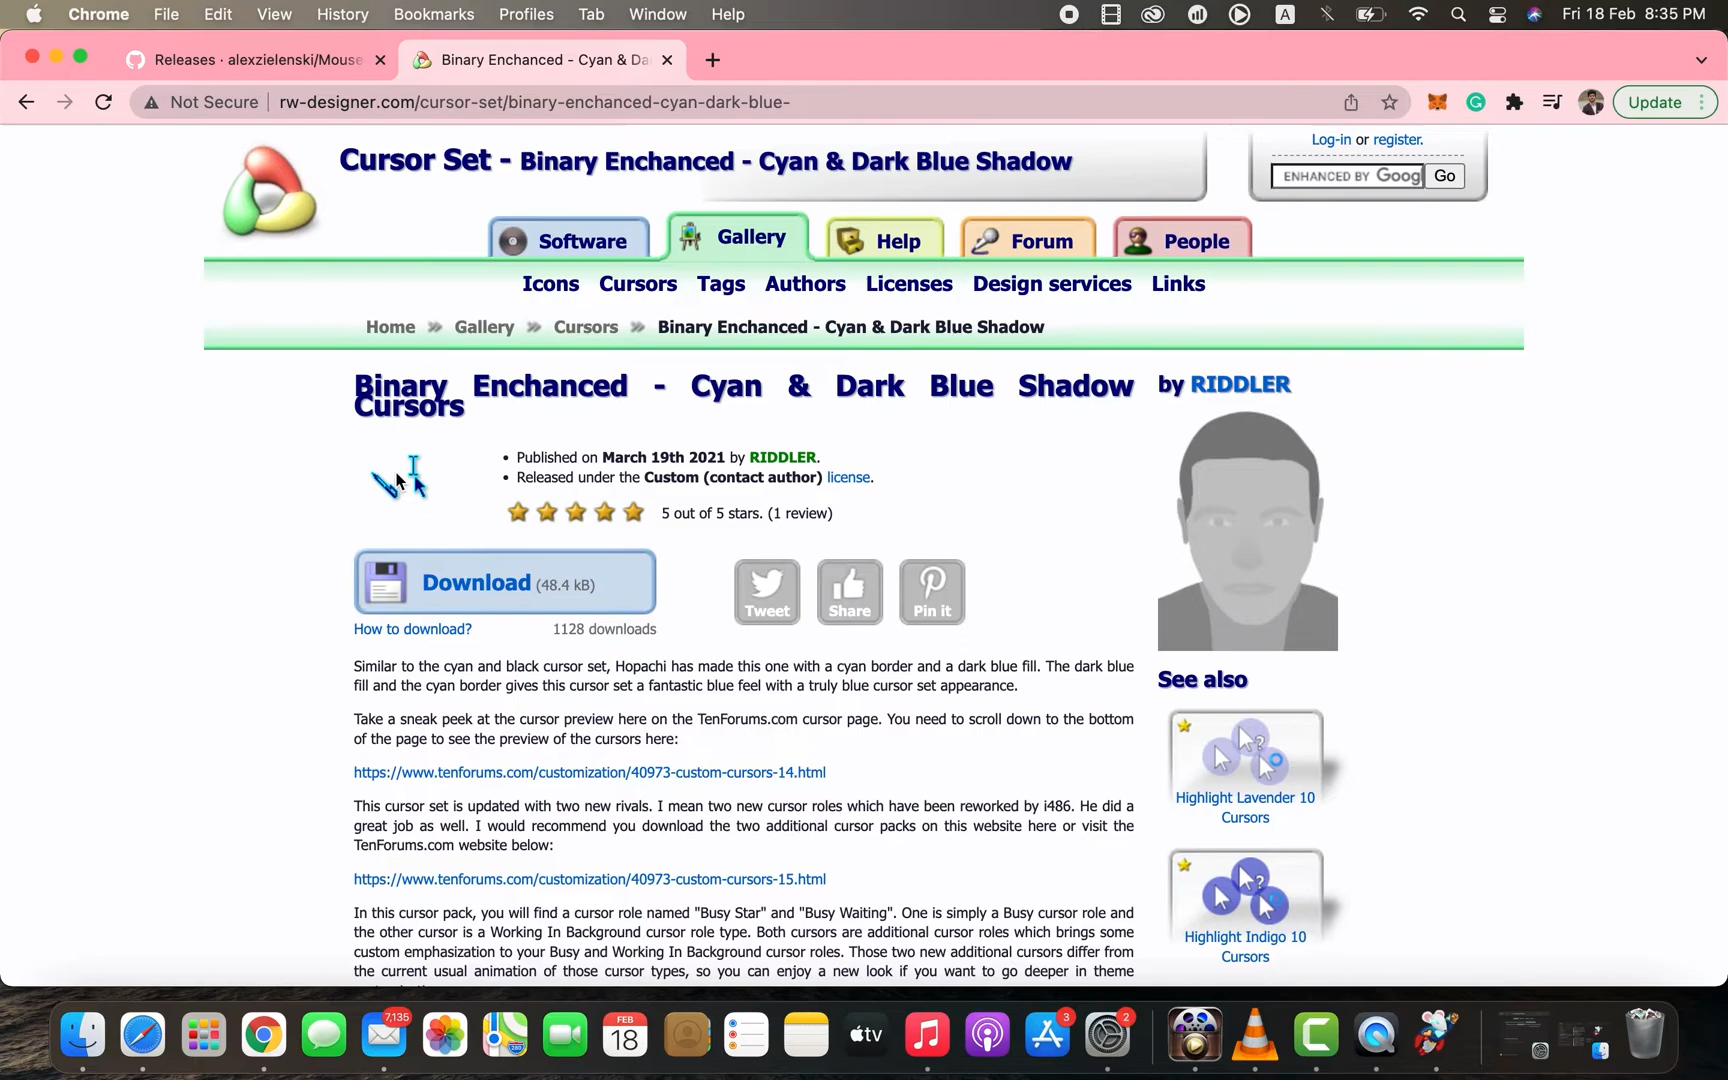 Chrome File Edit View History Bookmarks Profiles Tab Window Help A Fri 18 Feb 8:35 PM
Releases · alexzielenski/Mouse Binary Enchanced - Cyan & Da
Not Secure rw-designer.com/cursor-set/binary-enchanced-cyan-dark-blue- Update
Log-in or register.
Cursor Set - Binary Enchanced - Cyan & Dark Blue Shadow
ENHANCED BY Goog Go
Software Gallery Help Forum People
Icons Cursors Tags Authors Licenses Design services Links
Home Gallery Cursors Binary Enchanced - Cyan & Dark Blue Shadow
Binary Enchanced - Cyan & Dark Blue Shadow
Cursors
by RIDDLER
• Published on March 19th 2021 by RIDDLER.
• Released under the Custom (contact author) license.
5 out of 5 stars. (1 review)
Download (48.4 kB)
Tweet Share Pin it
How to download? 1128 downloads
Similar to the cyan and black cursor set, Hopachi has made this one with a cyan border and a dark blue fill. The dark blue
fill and the cyan border gives this cursor set a fantastic blue feel with a truly blue cursor set appearance.
Take a sneak peek at the cursor preview here on the TenForums.com cursor page. You need to scroll down to the bottom
of the page to see the preview of the cursors here:
https://www.tenforums.com/customization/40973-custom-cursors-14.html
This cursor set is updated with two new rivals. I mean two new cursor roles which have been reworked by i486. He did a
great job as well. I would recommend you download the two additional cursor packs on this website here or visit the
TenForums.com website below:
https://www.tenforums.com/customization/40973-custom-cursors-15.html
In this cursor pack, you will find a cursor role named "Busy Star" and "Busy Waiting". One is simply a Busy cursor role and
the other cursor is a Working In Background cursor role type. Both cursors are additional cursor roles which brings some
custom emphasization to your Busy and Working In Background cursor roles. Those two new additional cursors differ from
the current usual animation of those cursor types, so you can enjoy a new look if you want to go deeper in theme
See also
Highlight Lavender 10
Cursors
Highlight Indigo 10
Cursors
7,135
FEB
18
tv
3
2